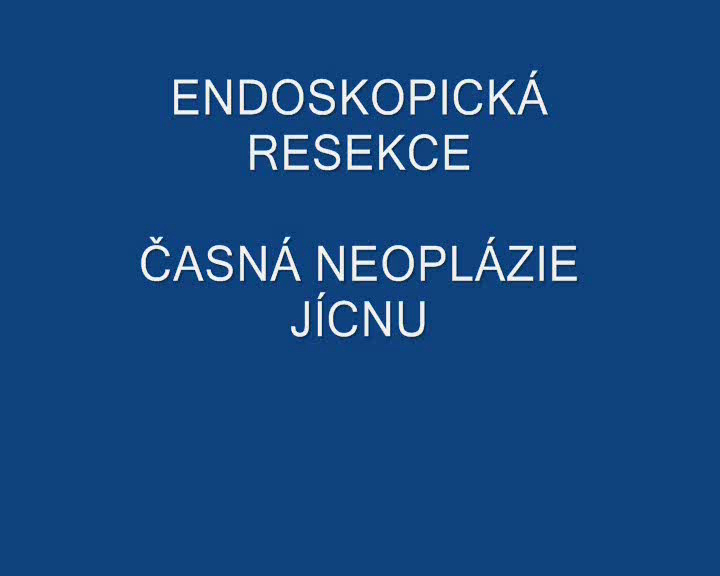 ENDOSKOPICKÁ
RESEKCE
ČASNÁ NEOPLÁZIE
JÍCNU